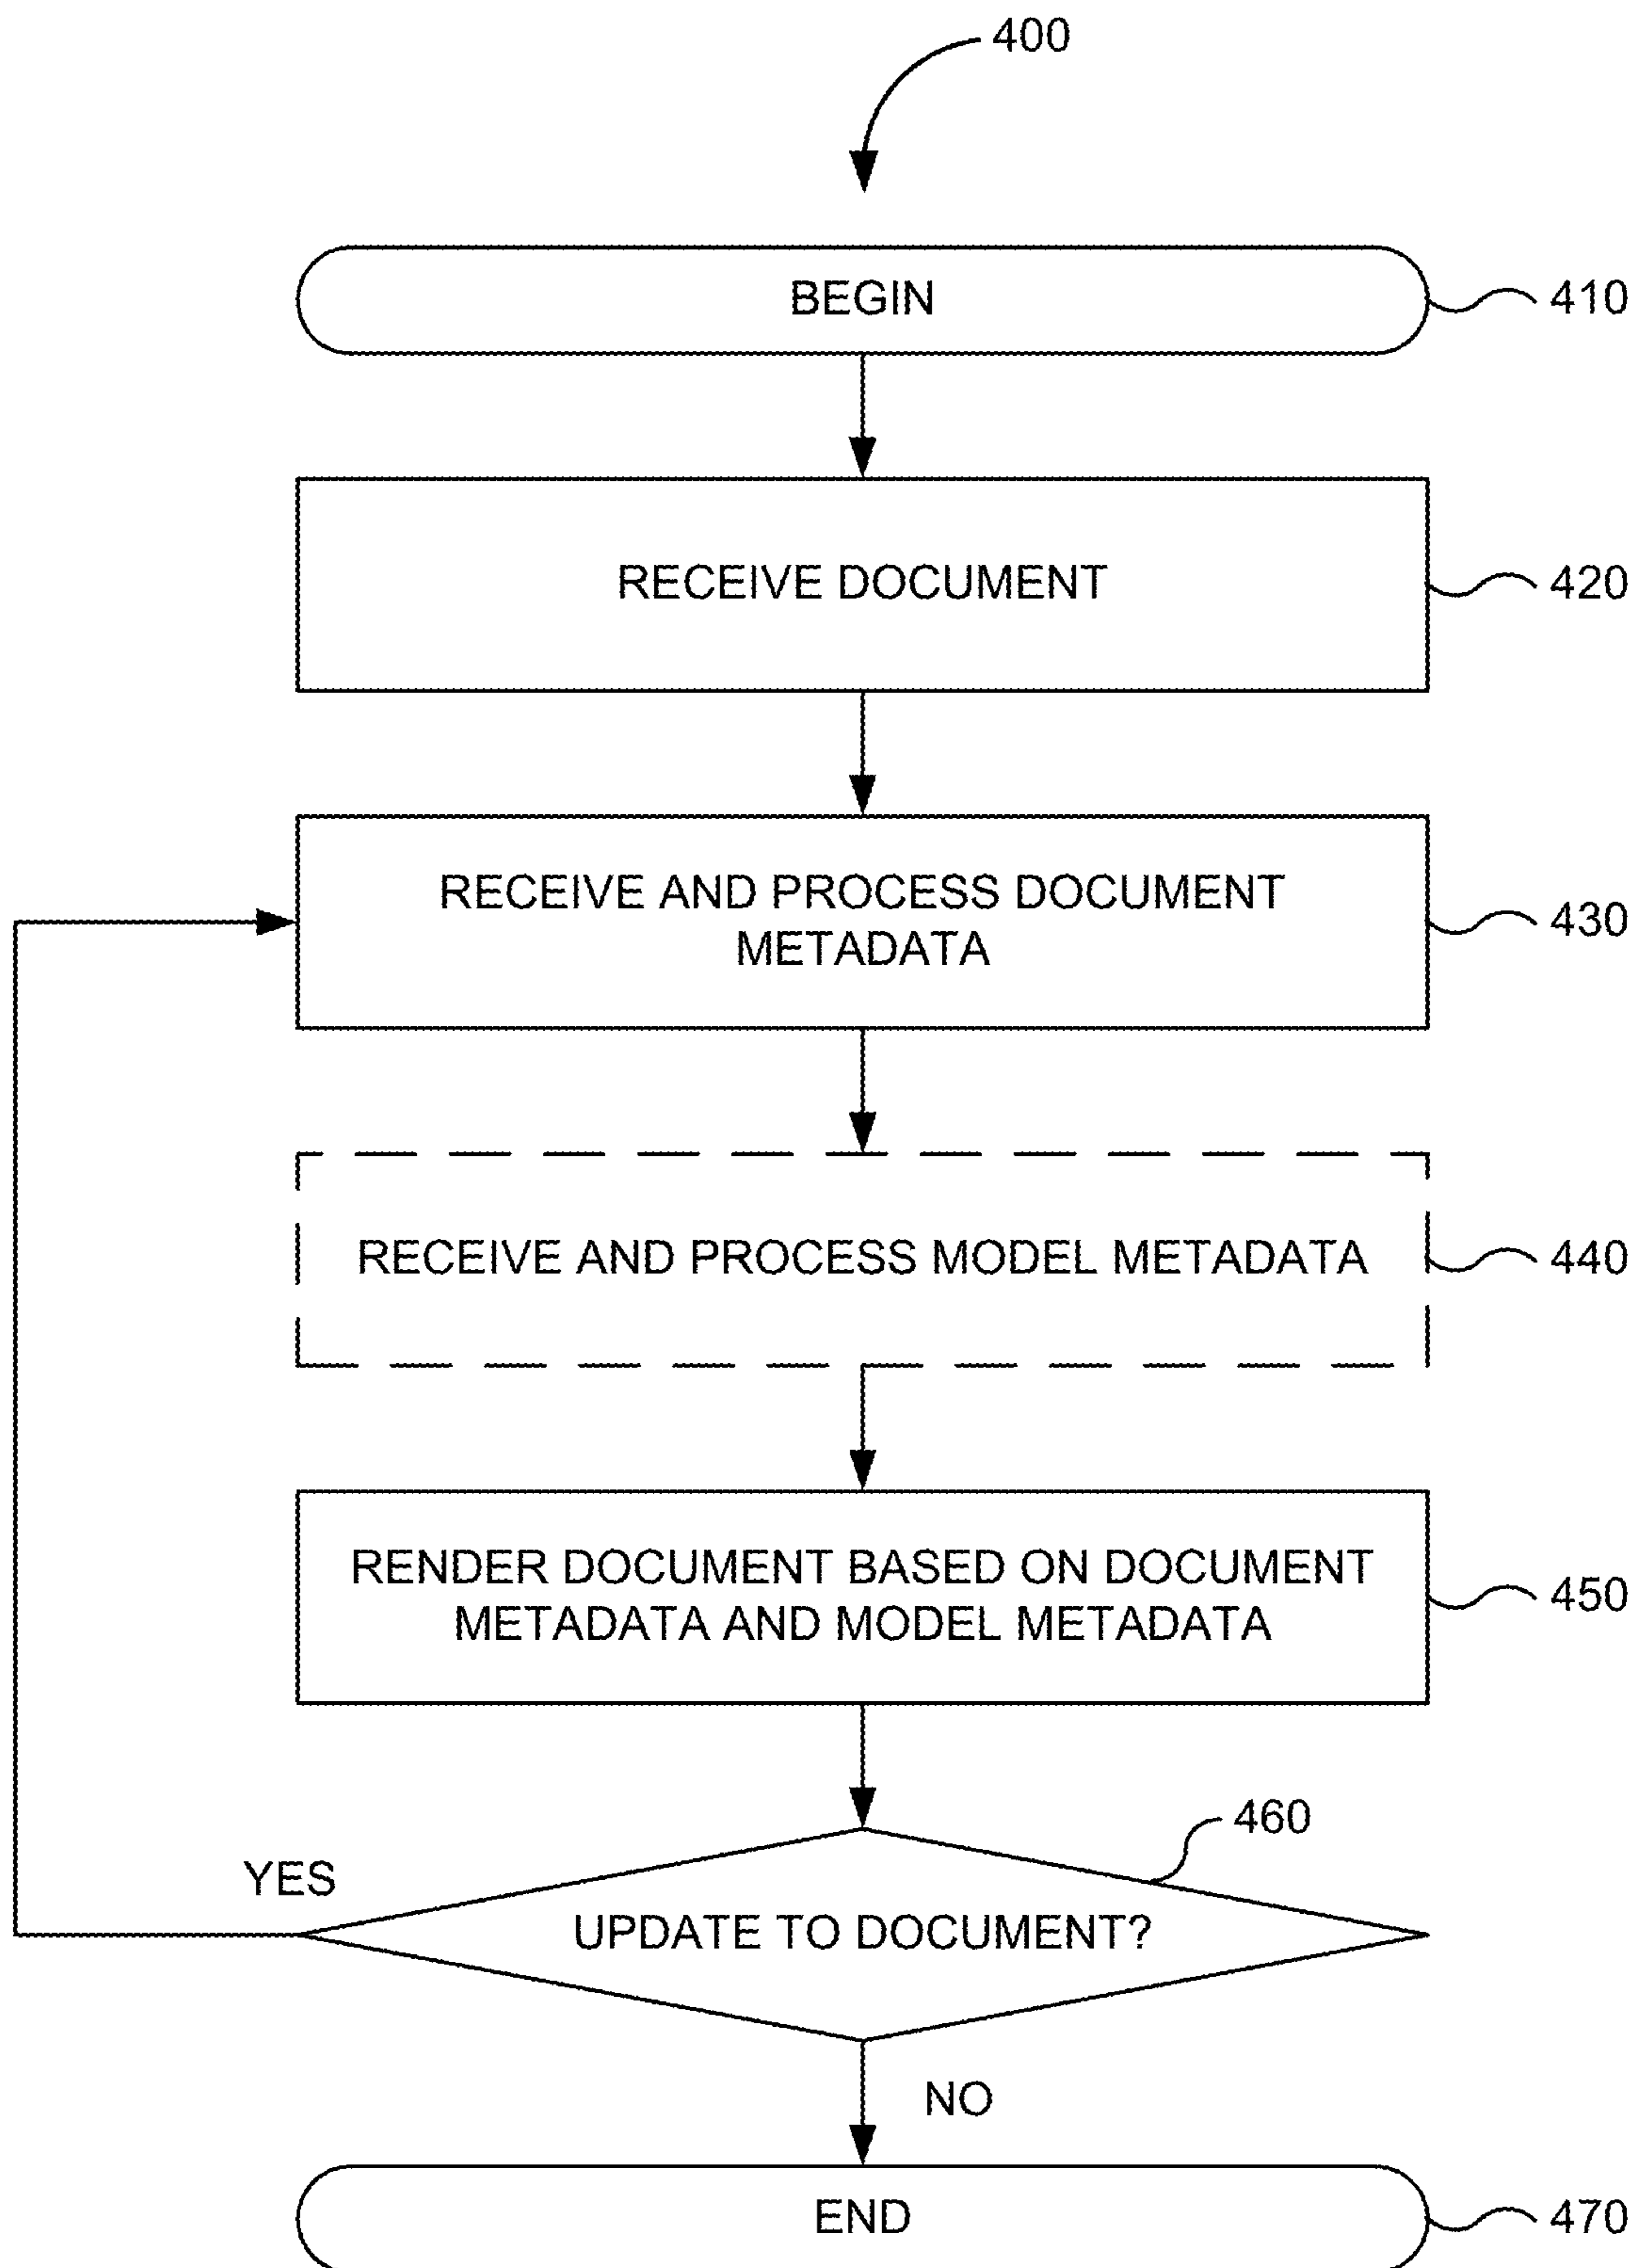 400
BEGIN
410
RECEIVE DOCUMENT
420
RECEIVE AND PROCESS DOCUMENT
METADATA
430
RECEIVE AND PROCESS MODEL METADATA
440
RENDER DOCUMENT BASED ON DOCUMENT
METADATA AND MODEL METADATA
450
460
YES
UPDATE TO DOCUMENT?
NO
END
470